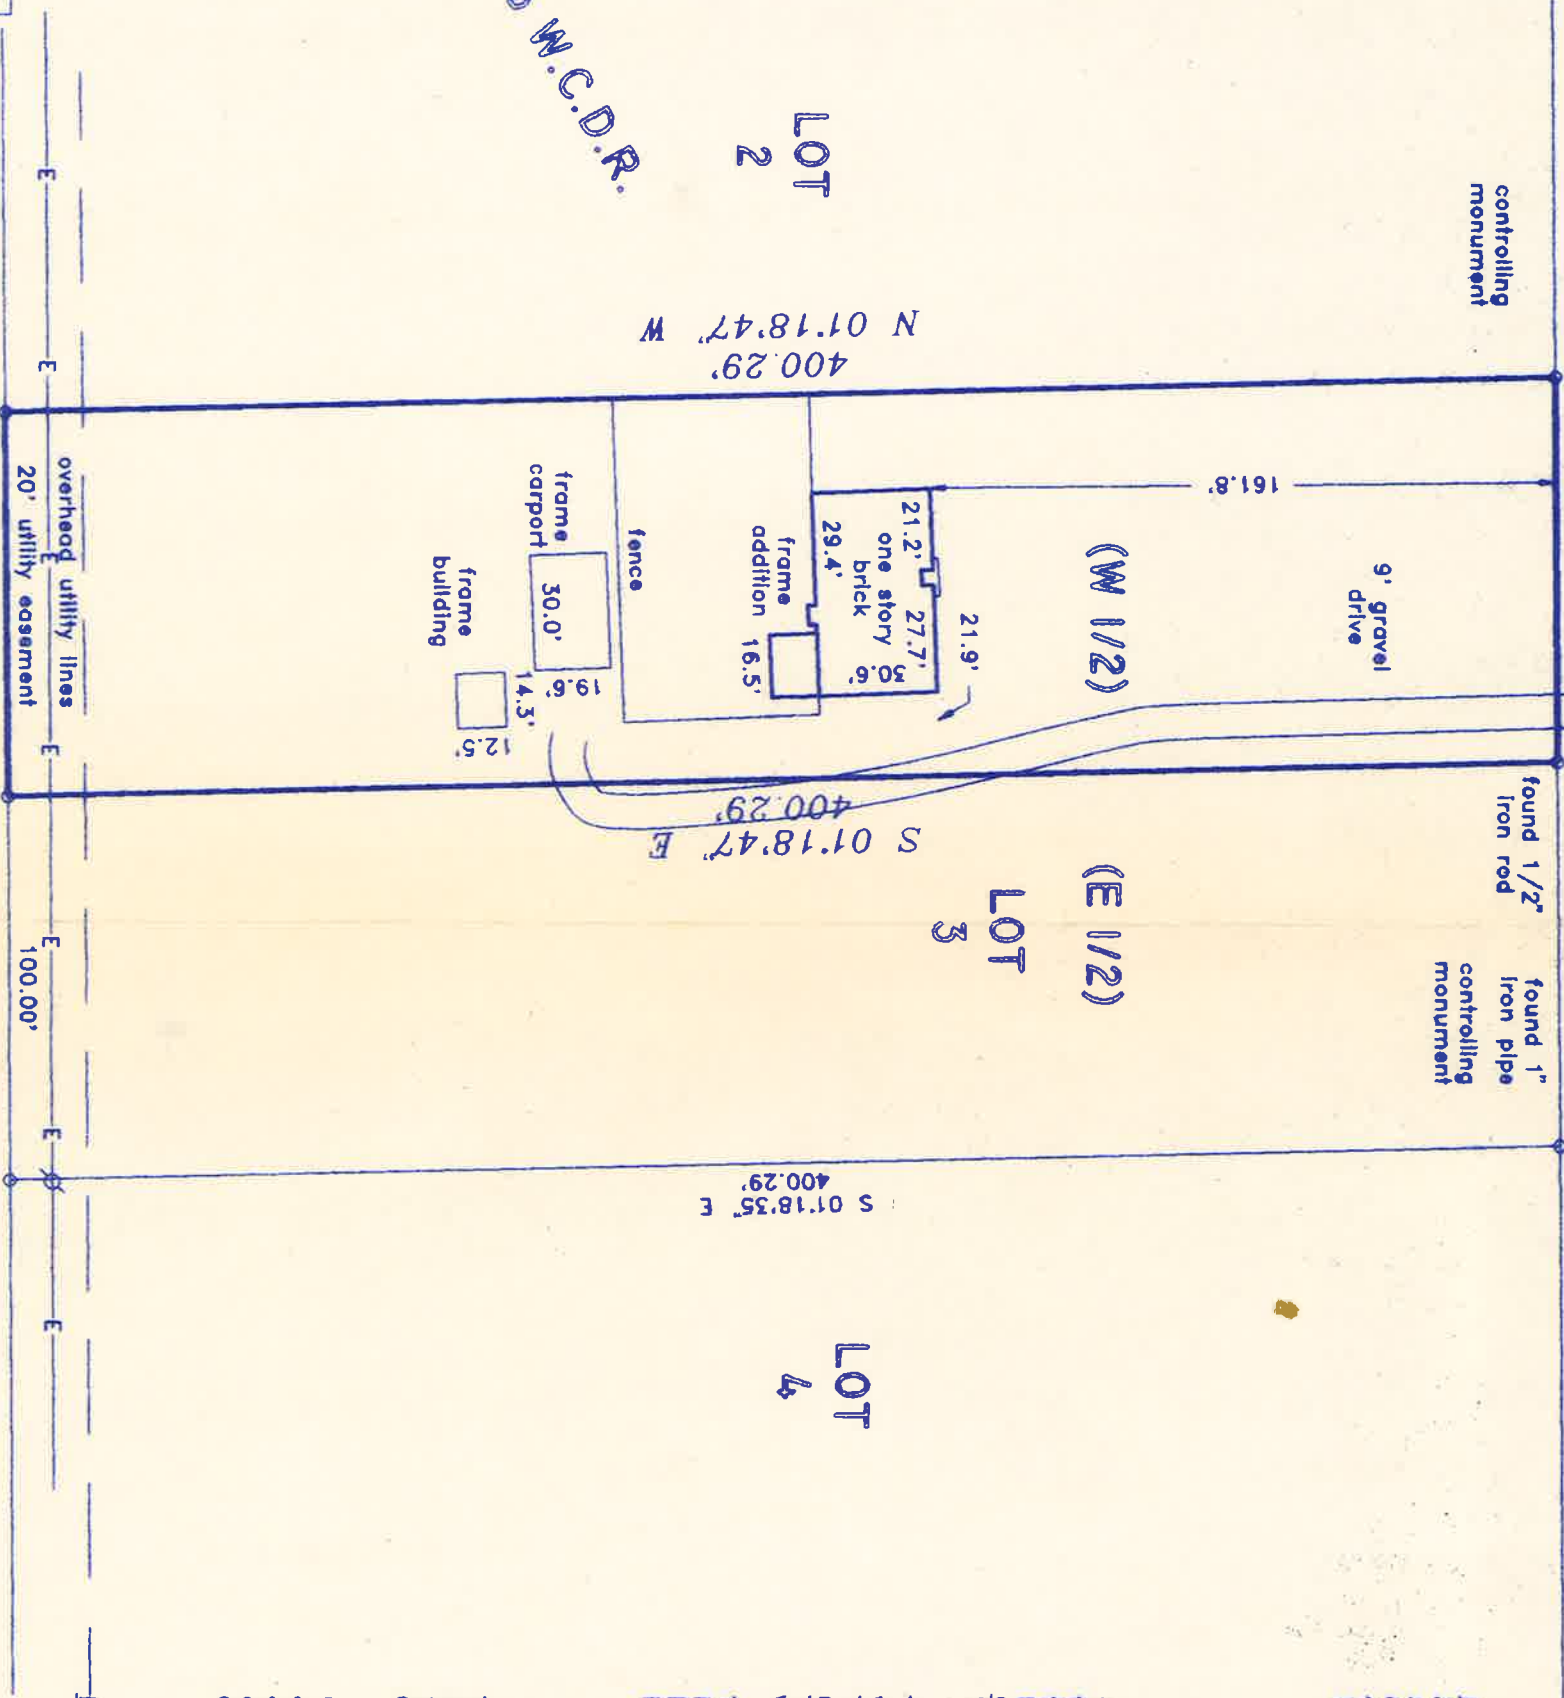 W.C.D.R.
LOT
2
controlling
monument
N 01°18'47" W
400.29'
161.8'
9' gravel
drive
(W 1/2)
21.9'
21.2'
27.7'
one story
brick
29.4'
30.6'
frame
addition
16.5'
fence
frame
carport
30.0'
19.6'
frame
building
14.3'
12.5'
overhead utility lines
20' utility easement
E
E
E
E
E
E
E
400.29'
S 01°18'47" E
found 1/2"
iron rod
(E 1/2)
LOT
3
found 1"
iron pipe
controlling
monument
100.00'
400.29'
S 01°18'35" E
LOT
4